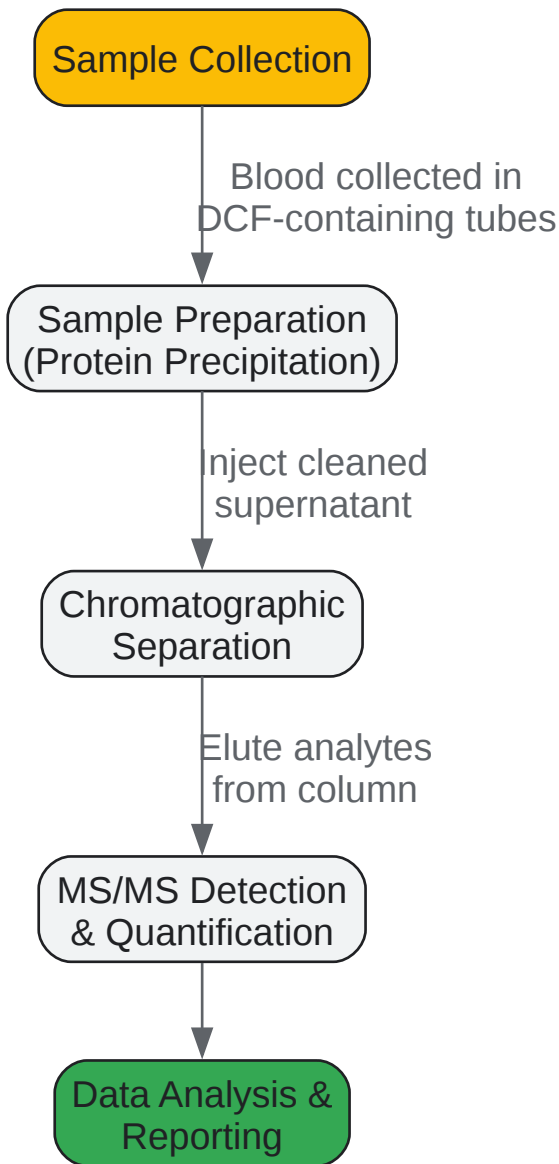 Sample Collection
Blood collected in
DCF-containing tubes
Sample Preparation
(Protein Precipitation)
Inject cleaned
supernatant
Chromatographic
Separation
Elute analytes
from column
MS/MS Detection
& Quantification
Data Analysis &
Reporting